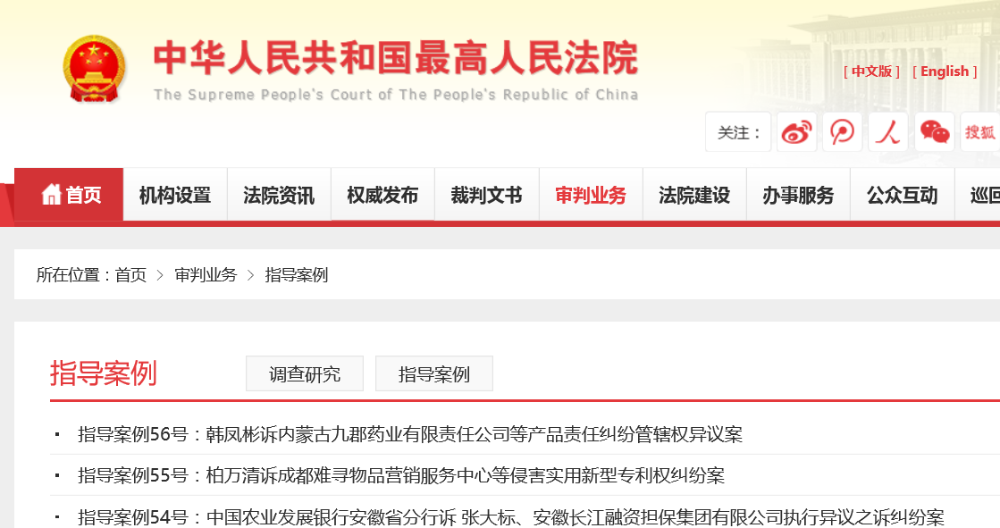 中华人民共和国最高人民法院
The Supreme People's Court of The People's Republic of China
[ 中文版 ] [ English ]
关注： 搜狐
首页 机构设置 法院资讯 权威发布 裁判文书 审判业务 法院建设 办事服务 公众互动 巡回
所在位置：首页 > 审判业务 > 指导案例
指导案例 调查研究 指导案例
· 指导案例56号：韩凤彬诉内蒙古九郡药业有限责任公司等产品责任纠纷管辖权异议案
· 指导案例55号：柏万清诉成都难寻物品营销服务中心等侵害实用新型专利权纠纷案
· 指导案例54号：中国农业发展银行安徽省分行诉 张大标、安徽长江融资担保集团有限公司执行异议之诉纠纷案